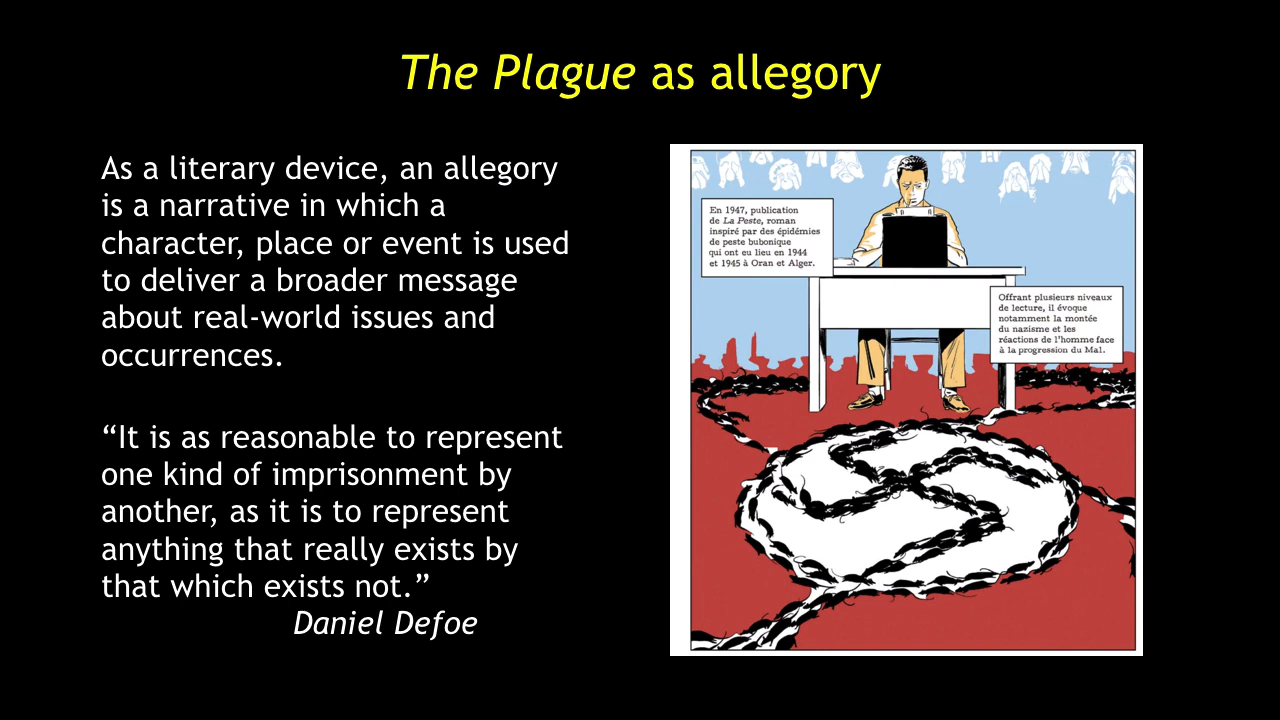 The Plague as allegory
As a literary device, an allegory
is a narrative in which a
character, place or event is used
to deliver a broader message
about real-world issues and
occurrences.
“It is as reasonable to represent
one kind of imprisonment by
another, as it is to represent
anything that really exists by
that which exists not.”
Daniel Defoe
En 1947, publication
de La Peste, roman
inspiré par des épidémies
de peste bubonique
qui ont eu lieu en 1944
et 1945 à Oran et Alger.
Offrant plusieurs niveaux
de lecture, il évoque
notamment la montée
du nazisme et les
réactions de l'homme face
à la progression du Mal.